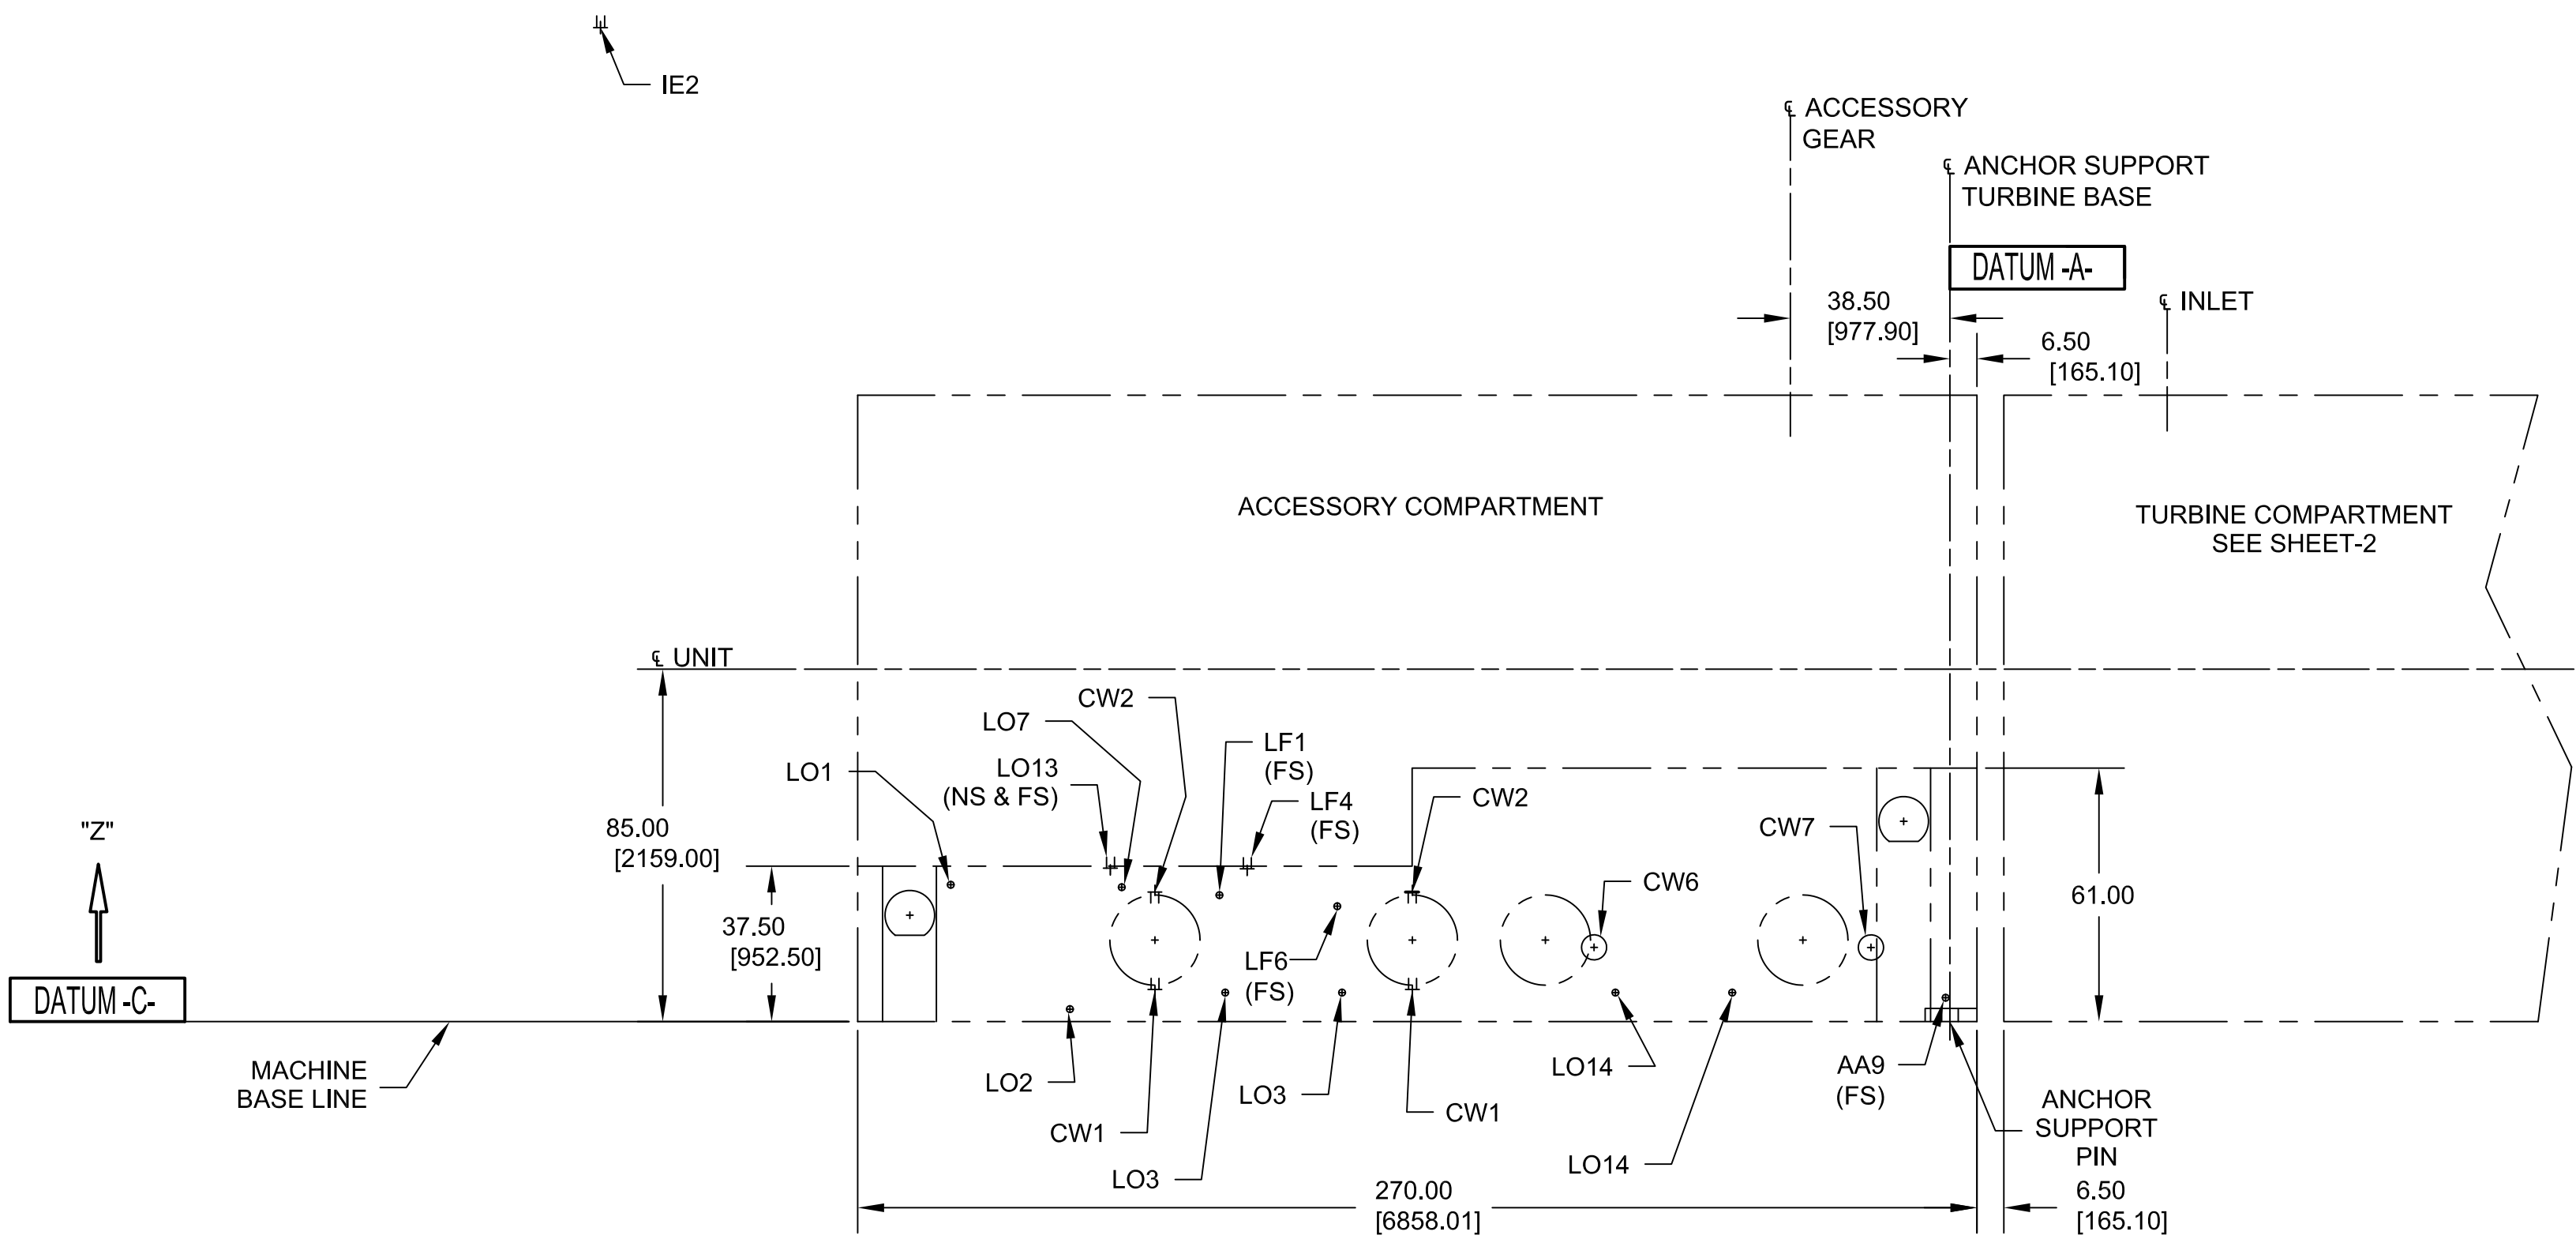 IE2
℄ ACCESSORY
GEAR
℄ ANCHOR SUPPORT
TURBINE BASE
DATUM -A-
38.50
[977.90]
℄ INLET
6.50
[165.10]
ACCESSORY COMPARTMENT
TURBINE COMPARTMENT
SEE SHEET-2
℄ UNIT
CW2
LO7
LF1
(FS)
LO13
(NS & FS)
LO1
LF4
(FS)
CW2
CW7
"Z"
85.00
[2159.00]
CW6
61.00
37.50
[952.50]
LF6
(FS)
DATUM -C-
MACHINE
BASE LINE
LO2
LO3
LO14
AA9
(FS)
CW1
CW1
ANCHOR
SUPPORT
PIN
LO3
LO14
270.00
[6858.01]
6.50
[165.10]